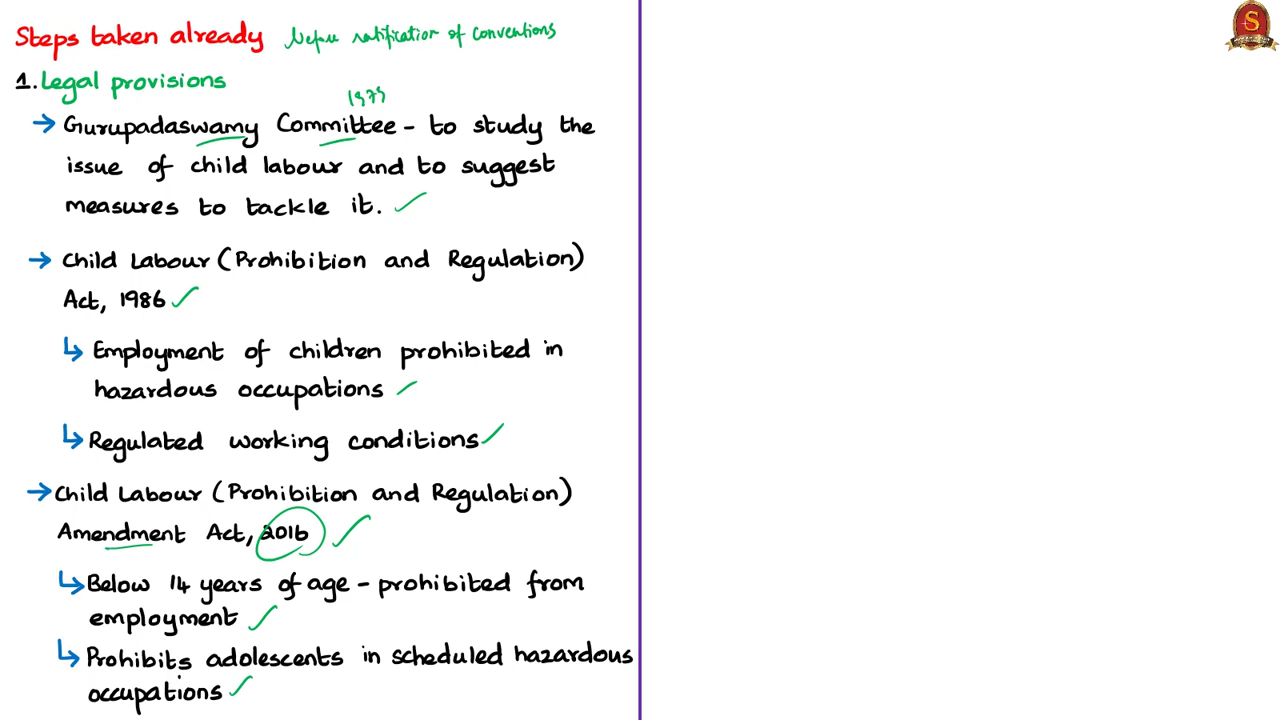 Steps taken already before ratification of conventions
1. Legal provisions
1979
→ Gurupadaswamy Committee - to study the
issue of child labour and to suggest
measures to tackle it. ✓
→ Child Labour (Prohibition and Regulation)
Act, 1986 ✓
↳ Employment of children prohibited in
hazardous occupations ✓
↳ Regulated working conditions ✓
→ Child Labour (Prohibition and Regulation)
Amendment Act, 2016 ✓
↳ Below 14 years of age - prohibited from
employment ✓
↳ Prohibits adolescents in scheduled hazardous
occupations ✓
S